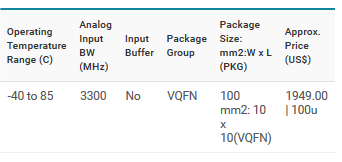 Operating Temperature Range (C)
Analog Input BW (MHz)
Input Buffer
Package Group
Package Size: mm2:W x L (PKG)
Approx. Price (US$)
-40 to 85
3300
No
VQFN
100 mm2: 10 x 10(VQFN)
1949.00 | 100u